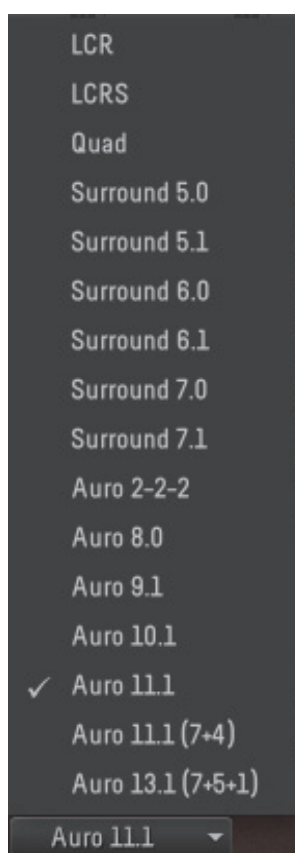 LCR
LCRS
Quad
Surround 5.0
Surround 5.1
Surround 6.0
Surround 6.1
Surround 7.0
Surround 7.1
Auro 2-2-2
Auro 8.0
Auro 9.1
Auro 10.1
✓ Auro 11.1
Auro 11.1 (7+4)
Auro 13.1 (7+5+1)
Auro 11.1